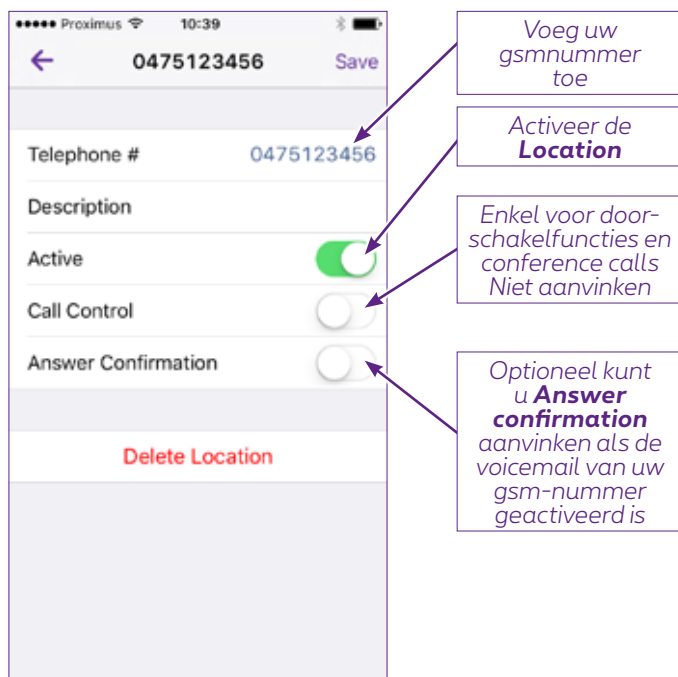 Proximus 10:39
0475123456 Save
Telephone # 0475123456
Description
Active
Call Control
Answer Confirmation
Delete Location
Voeg uw
gsmnummer
toe
Activeer de
Location
Enkel voor door-
schakelfuncties en
conference calls
Niet aanvinken
Optioneel kunt
u Answer
confirmation
aanvinken als de
voicemail van uw
gsm-nummer
geactiveerd is